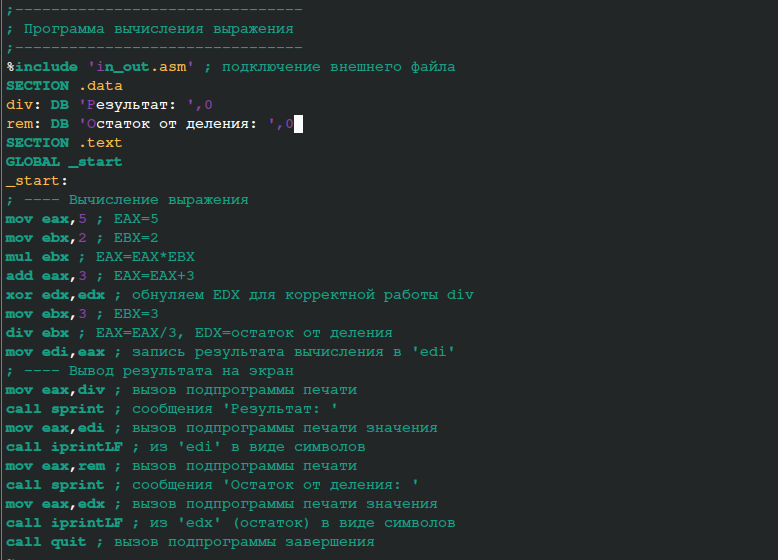 ;--------------------------------
; Программа вычисления выражения
;--------------------------------
%include 'in_out.asm' ; подключение внешнего файла
SECTION .data
div: DB 'Результат: ',0
rem: DB 'Остаток от деления: ',0
SECTION .text
GLOBAL _start
_start:
; ---- Вычисление выражения
mov eax,5 ; EAX=5
mov ebx,2 ; EBX=2
mul ebx ; EAX=EAX*EBX
add eax,3 ; EAX=EAX+3
xor edx,edx ; обнуляем EDX для корректной работы div
mov ebx,3 ; EBX=3
div ebx ; EAX=EAX/3, EDX=остаток от деления
mov edi,eax ; запись результата вычисления в 'edi'
; ---- Вывод результата на экран
mov eax,div ; вызов подпрограммы печати
call sprint ; сообщения 'Результат: '
mov eax,edi ; вызов подпрограммы печати значения
call iprintLF ; из 'edi' в виде символов
mov eax,rem ; вызов подпрограммы печати
call sprint ; сообщения 'Остаток от деления: '
mov eax,edx ; вызов подпрограммы печати значения
call iprintLF ; из 'edx' (остаток) в виде символов
call quit ; вызов подпрограммы завершения